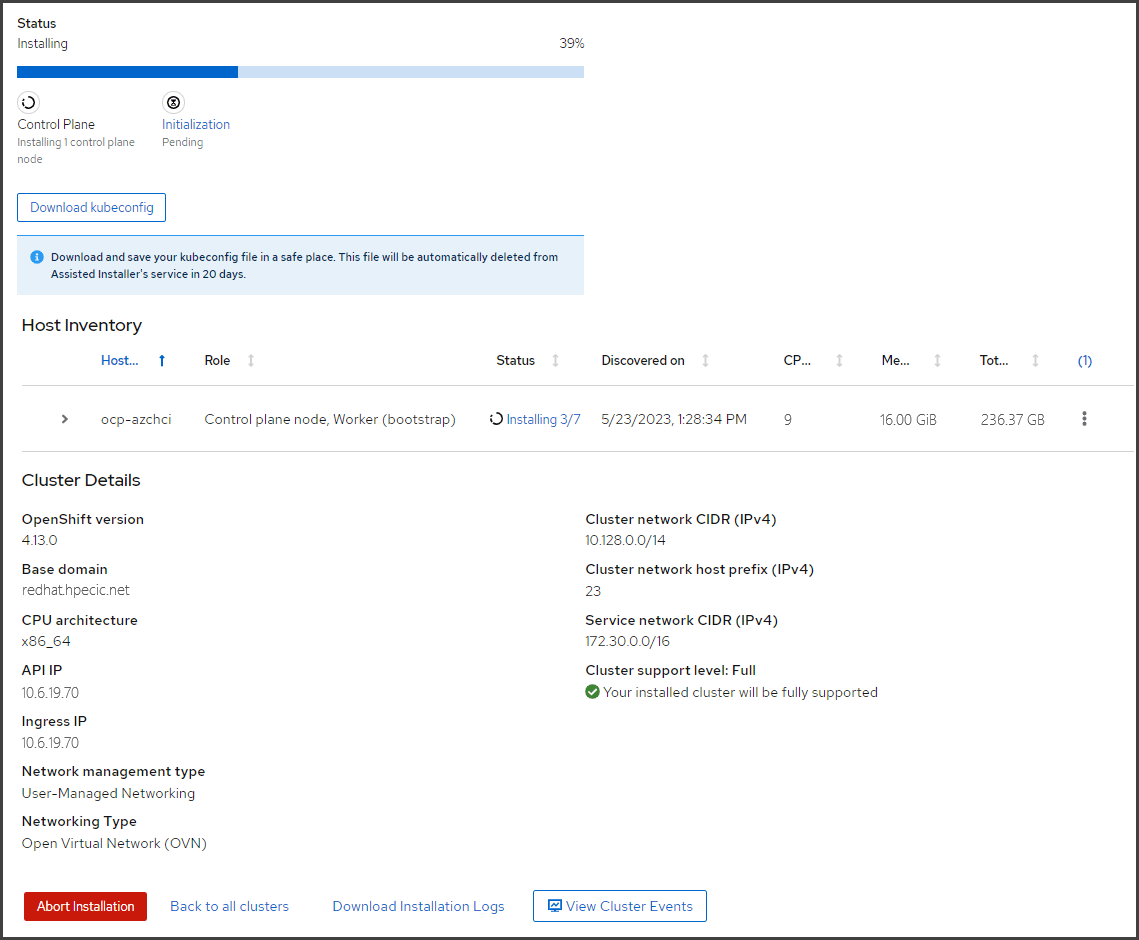 Status
Installing 39%
Control Plane Initialization
Installing 1 control plane Pending
node
Download kubeconfig
Download and save your kubeconfig file in a safe place. This file will be automatically deleted from
Assisted Installer's service in 20 days.
Host Inventory
Host... Role Status Discovered on CP... Me... Tot... (1)
ocp-azchci Control plane node, Worker (bootstrap) Installing 3/7 5/23/2023, 1:28:34 PM 9 16.00 GiB 236.37 GB
Cluster Details
OpenShift version
4.13.0
Base domain
redhat.hpecic.net
CPU architecture
x86_64
API IP
10.6.19.70
Ingress IP
10.6.19.70
Network management type
User-Managed Networking
Networking Type
Open Virtual Network (OVN)
Cluster network CIDR (IPv4)
10.128.0.0/14
Cluster network host prefix (IPv4)
23
Service network CIDR (IPv4)
172.30.0.0/16
Cluster support level: Full
Your installed cluster will be fully supported
Abort Installation Back to all clusters Download Installation Logs View Cluster Events